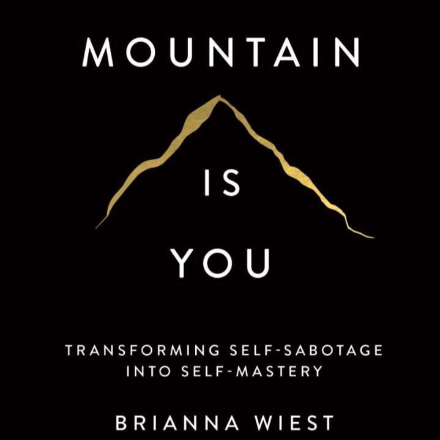 MOUNTAIN
IS
YOU
TRANSFORMING SELF-SABOTAGE
INTO SELF-MASTERY
BRIANNA WIEST